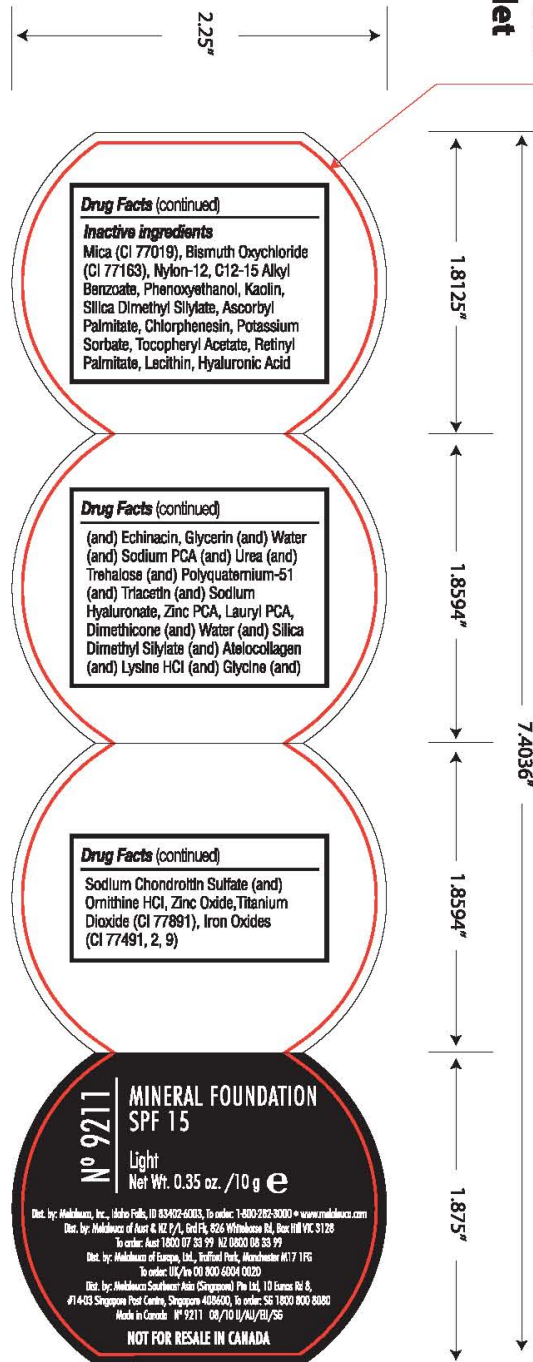 let
2.25"
1.8125"
1.8594"
7.4036"
1.8594"
1.875"
Drug Facts (continued)
Inactive ingredients
Mica (CI 77019), Bismuth Oxychloride
(CI 77163), Nylon-12, C12-15 Alkyl
Benzoate, Phenoxyethanol, Kaolin,
Silica Dimethyl Silylate, Ascorbyl
Palmitate, Chlorphenesin, Potassium
Sorbate, Tocopheryl Acetate, Retinyl
Palmitate, Lecithin, Hyaluronic Acid
Drug Facts (continued)
(and) Echinacin, Glycerin (and) Water
(and) Sodium PCA (and) Urea (and)
Trehalose (and) Polyquaternium-51
(and) Triacetin (and) Sodium
Hyaluronate, Zinc PCA, Lauryl PCA,
Dimethicone (and) Water (and) Silica
Dimethyl Silylate (and) Atelocollagen
(and) Lysine HCl (and) Glycine (and)
Drug Facts (continued)
Sodium Chondroitin Sulfate (and)
Ornithine HCl, Zinc Oxide,Titanium
Dioxide (CI 77891), Iron Oxides
(CI 77491, 2, 9)
Nº 9211
MINERAL FOUNDATION
SPF 15
Light
Net Wt. 0.35 oz. /10 g e
Dist. by: Melaleuca, Inc., Idaho Falls, ID 83402-6003, To order: 1-800-282-3000 • www.melaleuca.com
Dist. by: Melaleuca of Aust & NZ P/L, Grd Flr, 826 Whitehorse Rd, Box Hill VIC 3128
To order: Aust 1800 07 33 99 NZ 0800 08 33 99
Dist. by: Melaleuca of Europe, Ltd., Trafford Park, Manchester M17 1FG
To order: UK/Ire 00 800 6004 0020
Dist. by: Melaleuca Southeast Asia (Singapore) Pte Ltd, 10 Eunos Rd 8,
#14-03 Singapore Post Centre, Singapore 408600, To order: SG 1800 800 8080
Made in Canada Nº 9211 08/10 U/AU/EU/SG
NOT FOR RESALE IN CANADA